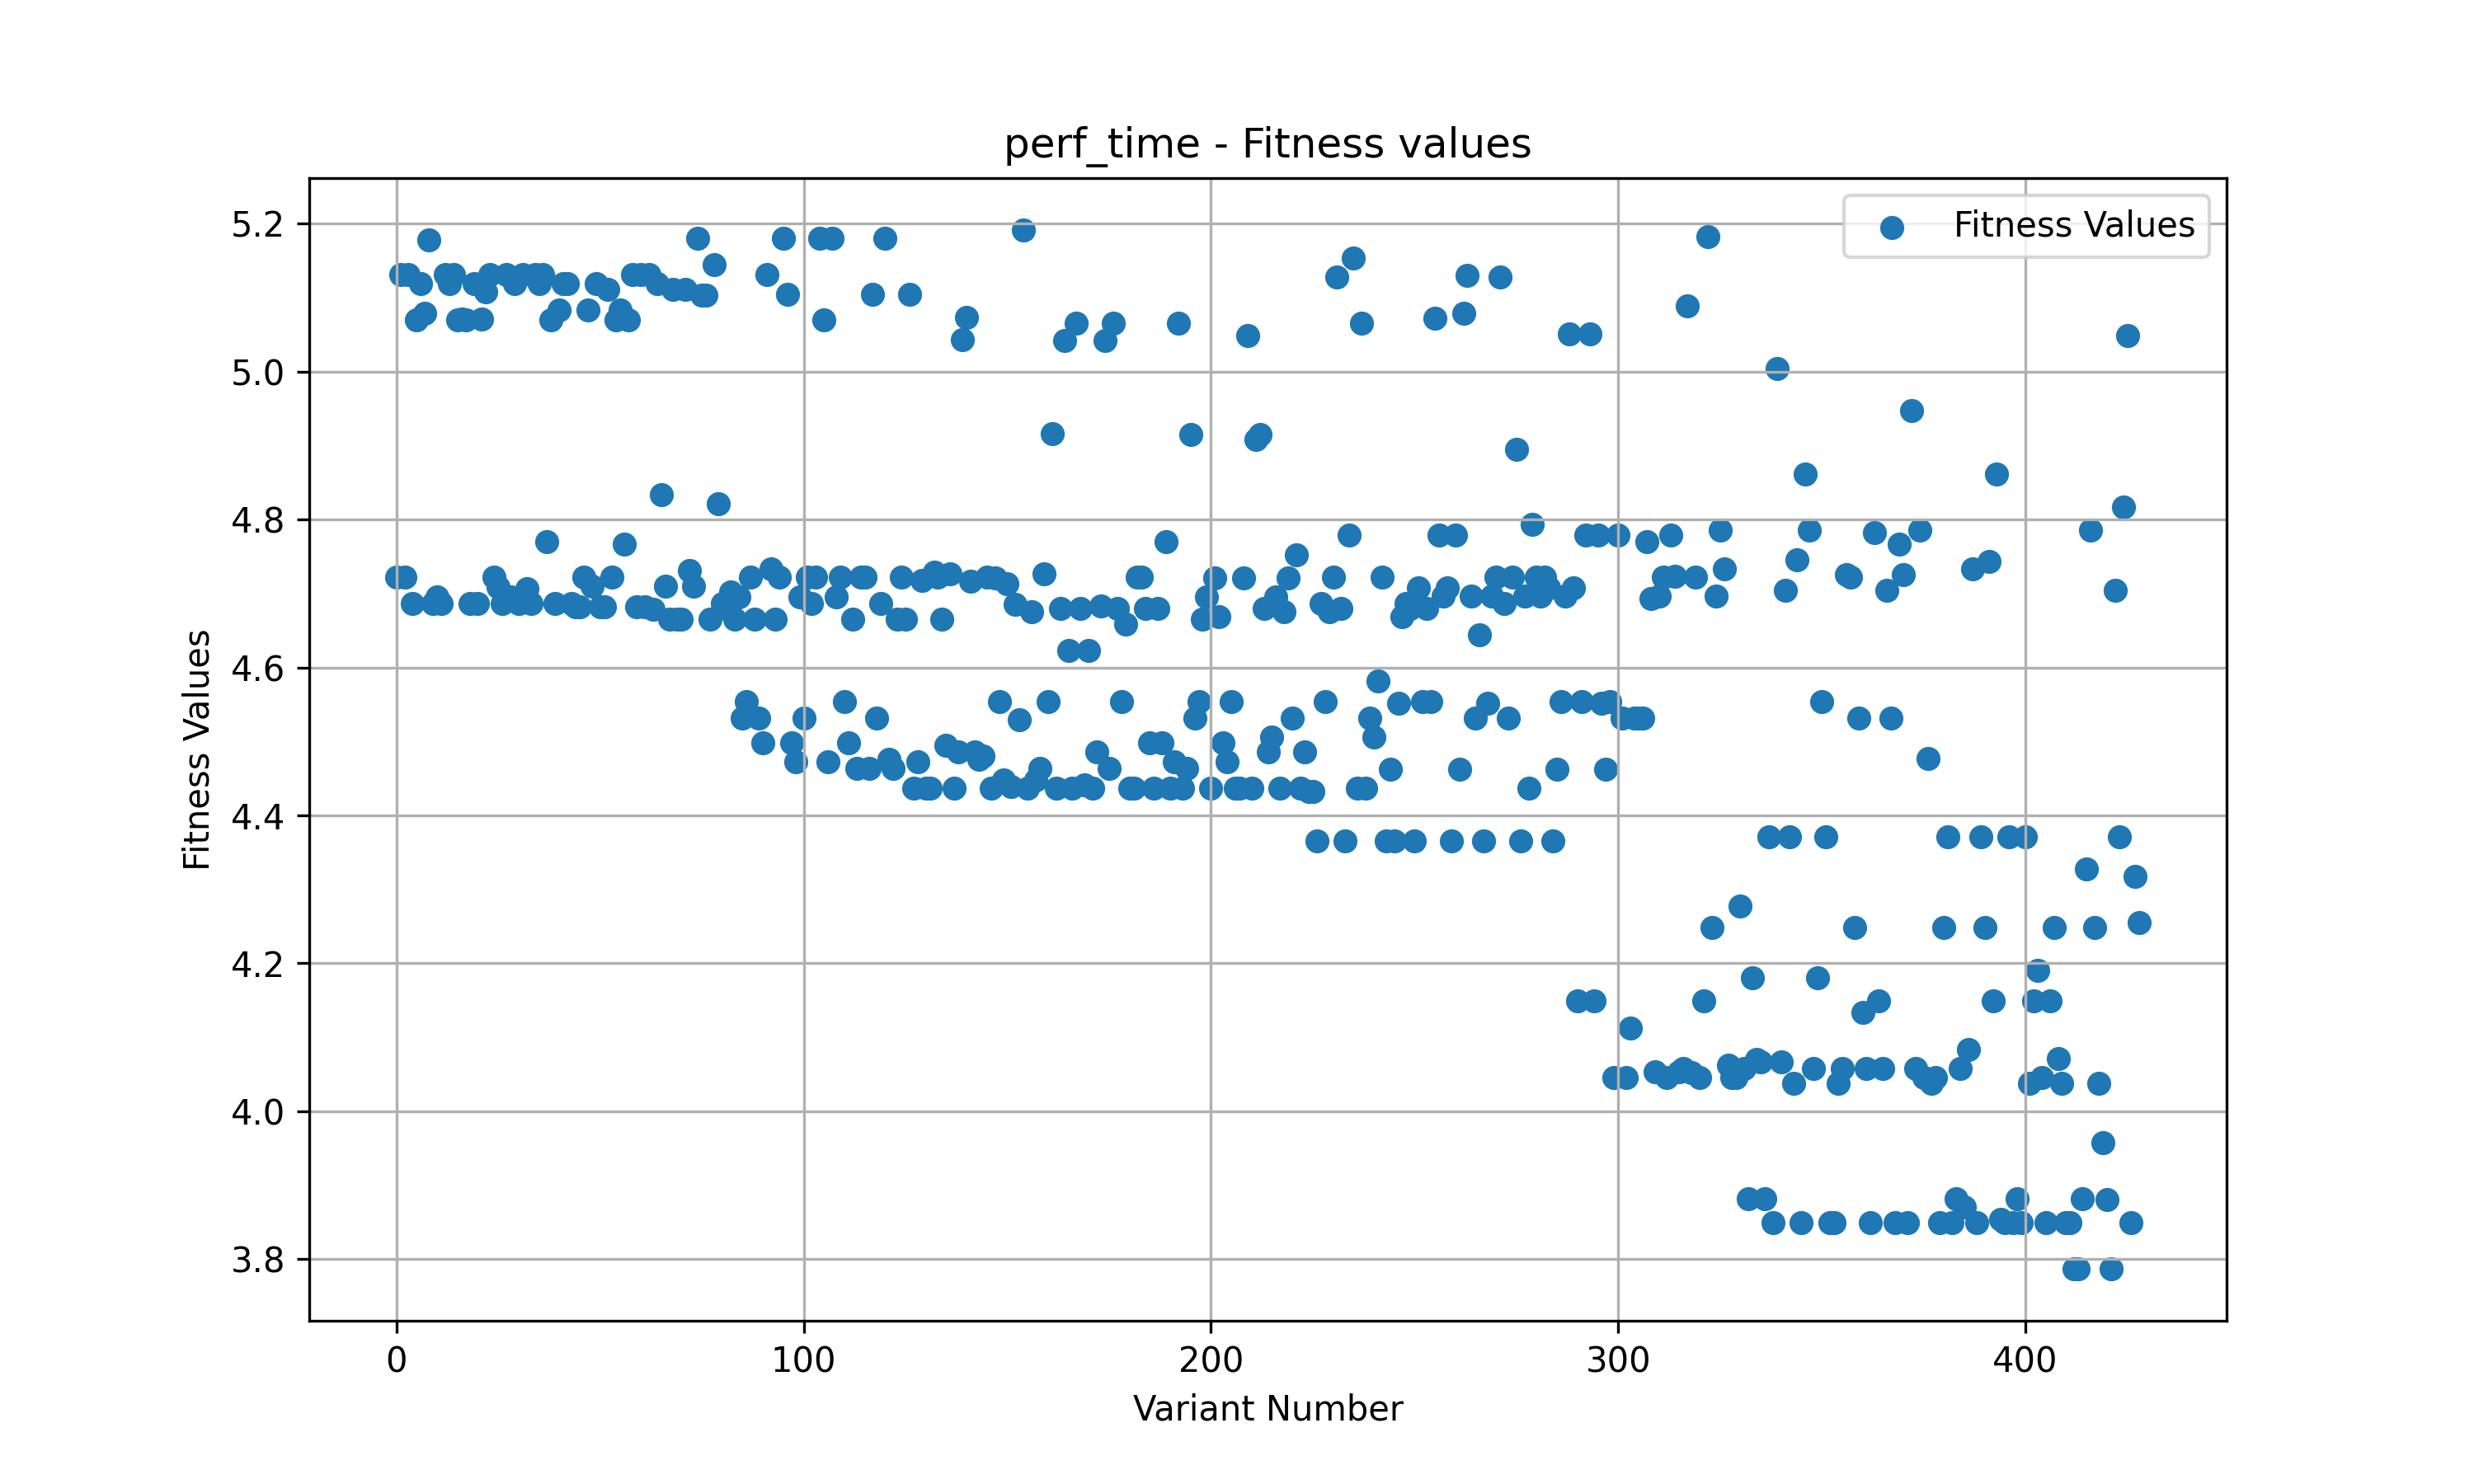 perf_time - Fitness values
Fitness Values
5.2
5.0
4.8
4.6
4.4
4.2
4.0
3.8
Fitness Values
0 100 200 300 400
Variant Number